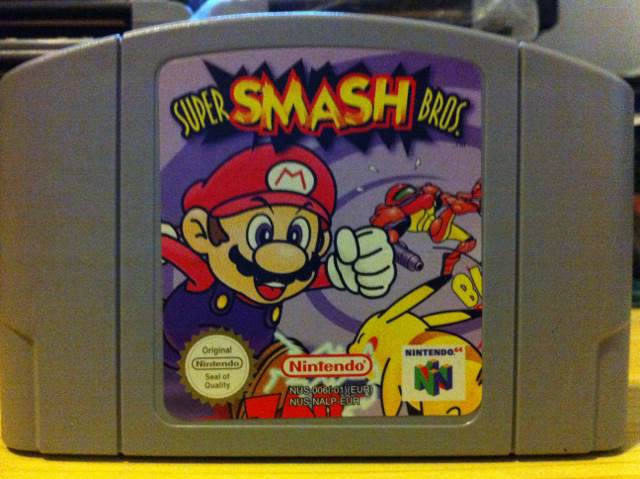 SUPER SMASH BROS.
M
Original
Nintendo
Seal of
Quality
Nintendo
NUS-006(-01)(EUR)
NUS-NALP-EUR
NINTENDO 64
N